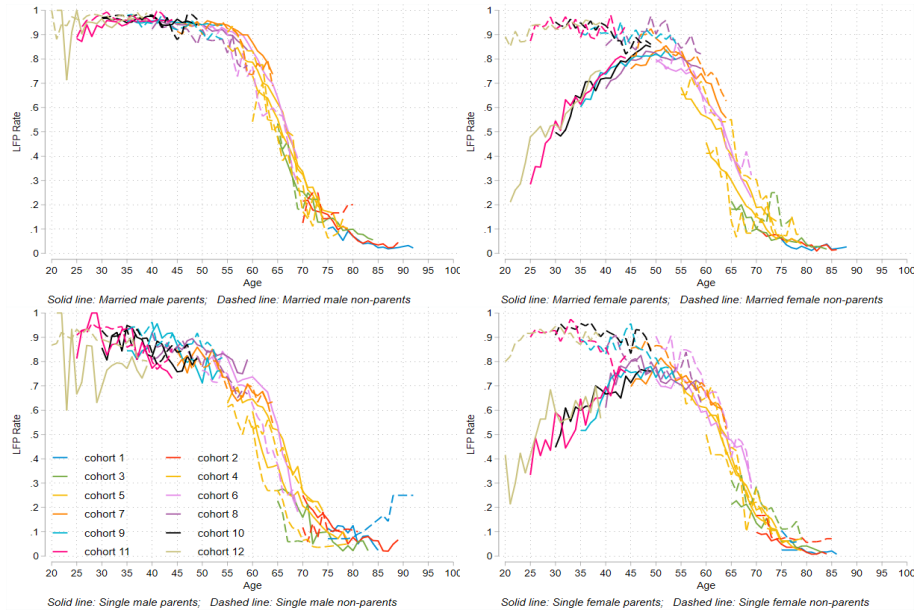 1
.9
.8
.7
.6
.5
.4
.3
.2
.1
0
LFP Rate
20 25 30 35 40 45 50 55 60 65 70 75 80 85 90 95 100
Age
Solid line: Married male parents; Dashed line: Married male non-parents
1
.9
.8
.7
.6
.5
.4
.3
.2
.1
0
LFP Rate
20 25 30 35 40 45 50 55 60 65 70 75 80 85 90 95 100
Age
Solid line: Married female parents; Dashed line: Married female non-parents
1
.9
.8
.7
.6
.5
.4
.3
.2
.1
0
LFP Rate
cohort 1 cohort 2
cohort 3 cohort 4
cohort 5 cohort 6
cohort 7 cohort 8
cohort 9 cohort 10
cohort 11 cohort 12
20 25 30 35 40 45 50 55 60 65 70 75 80 85 90 95 100
Age
Solid line: Single male parents; Dashed line: Single male non-parents
1
.9
.8
.7
.6
.5
.4
.3
.2
.1
0
LFP Rate
20 25 30 35 40 45 50 55 60 65 70 75 80 85 90 95 100
Age
Solid line: Single female parents; Dashed line: Single female non-parents